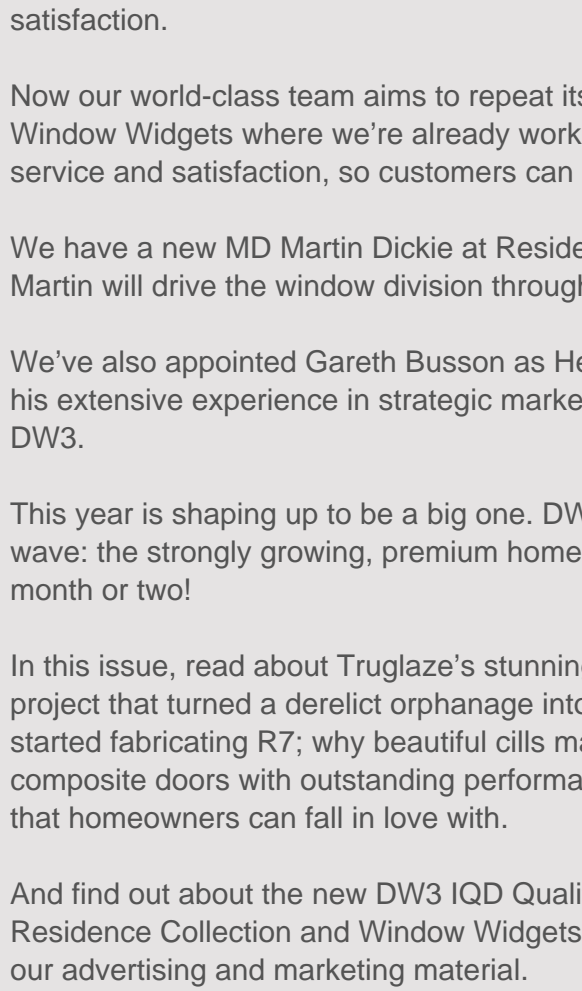 satisfaction.
Now our world-class team aims to repeat its
Window Widgets where we're already work
service and satisfaction, so customers can
We have a new MD Martin Dickie at Reside
Martin will drive the window division through
We've also appointed Gareth Busson as He
his extensive experience in strategic marke
DW3.
This year is shaping up to be a big one. DW
wave: the strongly growing, premium home
month or two!
In this issue, read about Truglaze's stunning
project that turned a derelict orphanage into
started fabricating R7; why beautiful cills ma
composite doors with outstanding performa
that homeowners can fall in love with.
And find out about the new DW3 IQD Quali
Residence Collection and Window Widgets
our advertising and marketing material.